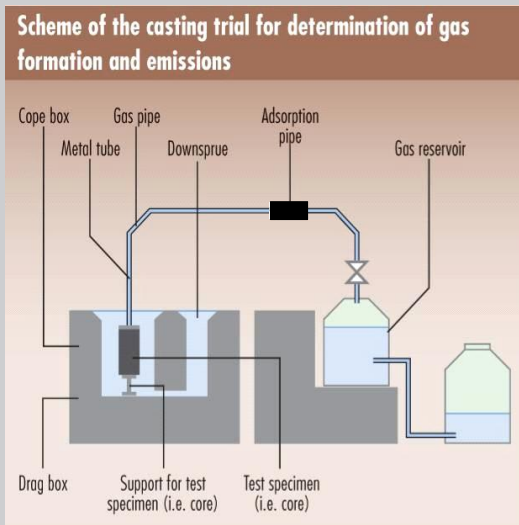 Scheme of the casting trial for determination of gas
formation and emissions
Cope box
Gas pipe
Adsorption
pipe
Metal tube
Downsprue
Gas reservoir
Drag box
Support for test
specimen (i.e. core)
Test specimen
(i.e. core)